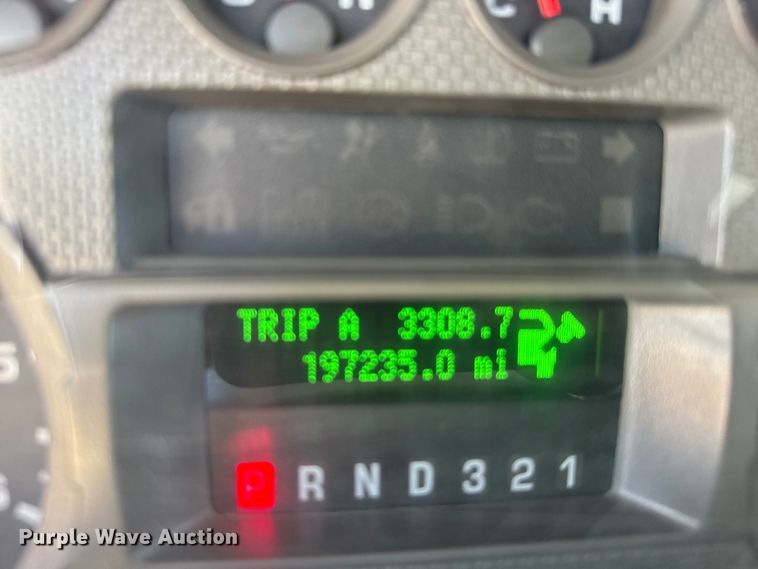 C H
TRIP A 3308.7
197235.0 mi
P R N D 3 2 1
Purple Wave Auction